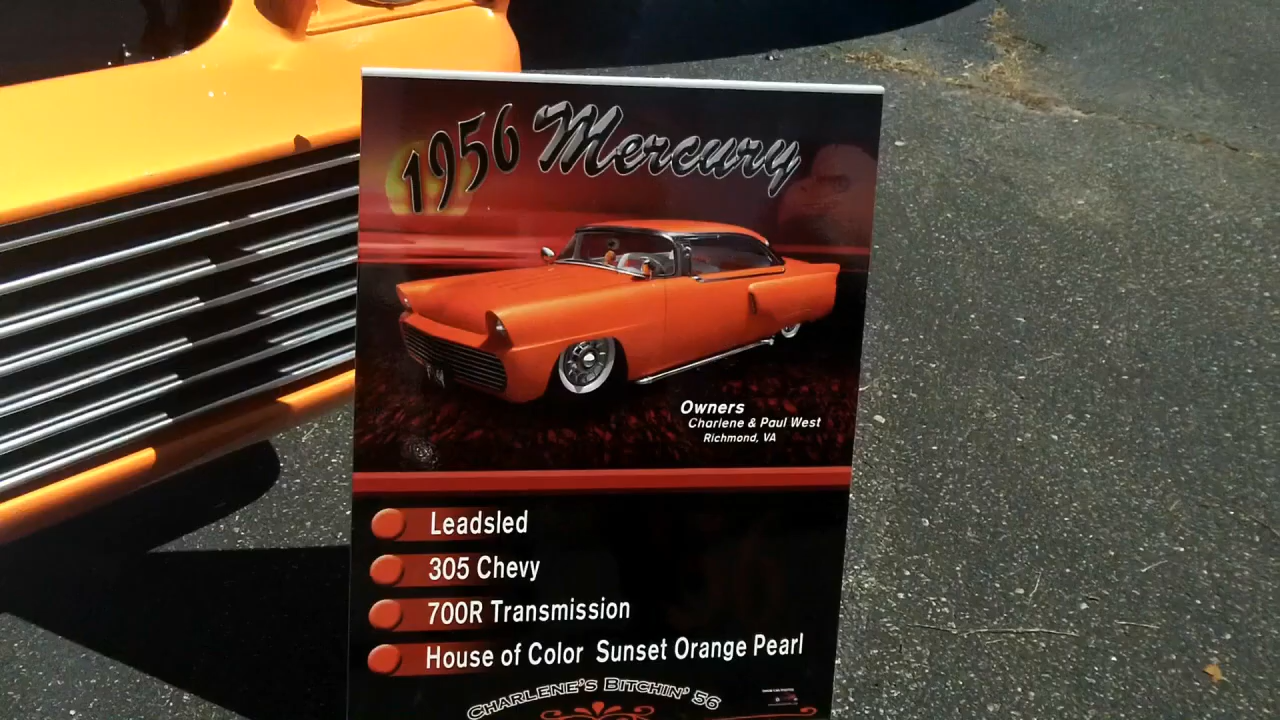 1956 Mercury
Owners
Charlene & Paul West
Richmond, VA
Leadsled
305 Chevy
700R Transmission
House of Color Sunset Orange Pearl
Charlene's Bitchin' 56